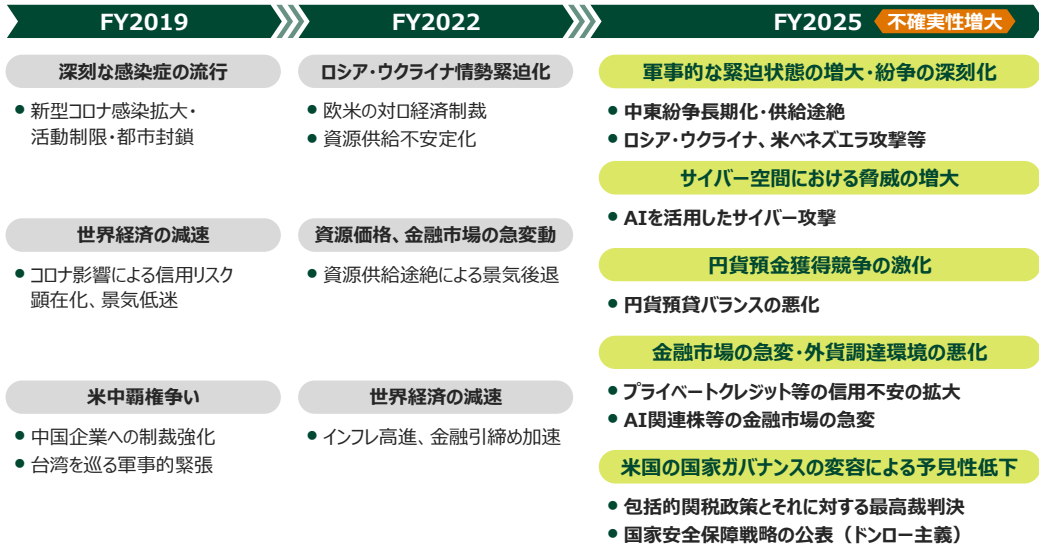 FY2019
FY2022
FY2025
不確実性増大
深刻な感染症の流行
● 新型コロナ感染拡大・
活動制限・都市封鎖
世界経済の減速
● コロナ影響による信用リスク
顕在化、景気低迷
米中覇権争い
● 中国企業への制裁強化
● 台湾を巡る軍事的緊張
ロシア・ウクライナ情勢緊迫化
● 欧米の対ロ経済制裁
● 資源供給不安定化
資源価格、金融市場の急変動
● 資源供給途絶による景気後退
世界経済の減速
● インフレ高進、金融引締め加速
軍事的な緊迫状態の増大・紛争の深刻化
● 中東紛争長期化・供給途絶
● ロシア・ウクライナ、米ベネズエラ攻撃等
サイバー空間における脅威の増大
● AIを活用したサイバー攻撃
円貨預金獲得競争の激化
● 円貨預貸バランスの悪化
金融市場の急変・外貨調達環境の悪化
● プライベートクレジット等の信用不安の拡大
● AI関連株等の金融市場の急変
米国の国家ガバナンスの変容による予見性低下
● 包括的関税政策とそれに対する最高裁判決
● 国家安全保障戦略の公表（ドンロー主義）